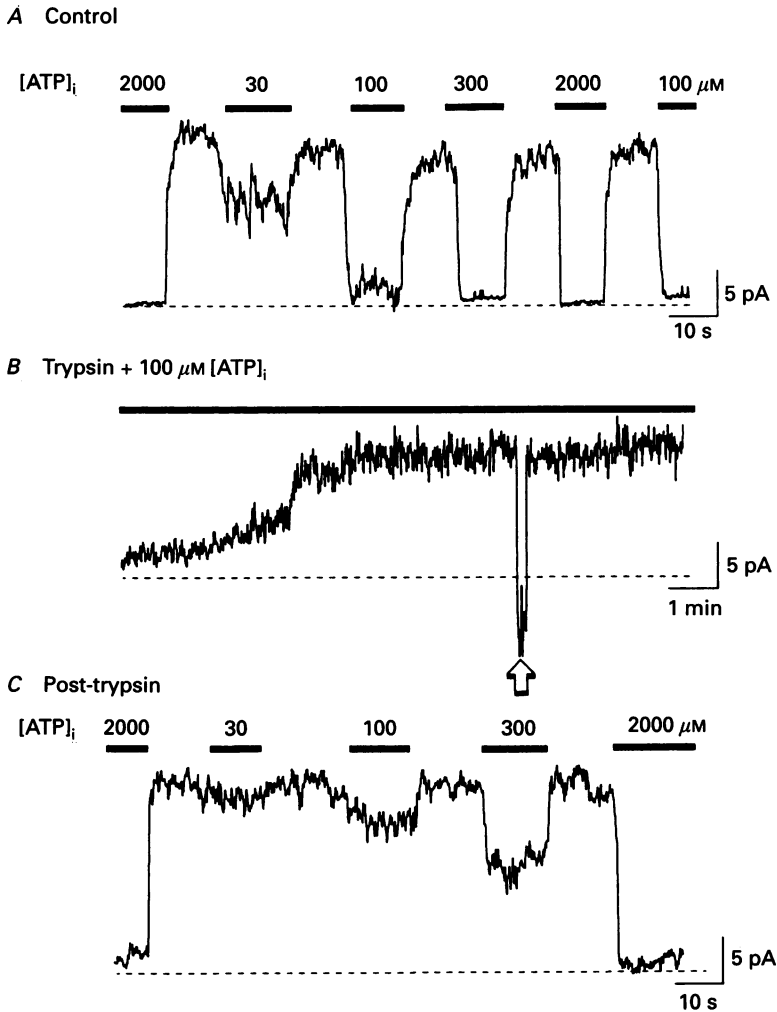 A Control
[ATP]i 2000 30 100 300 2000 100 μM
5 pA
10 s
B Trypsin + 100 μM [ATP]i
5 pA
1 min
C Post-trypsin
[ATP]i 2000 30 100 300 2000 μM
5 pA
10 s